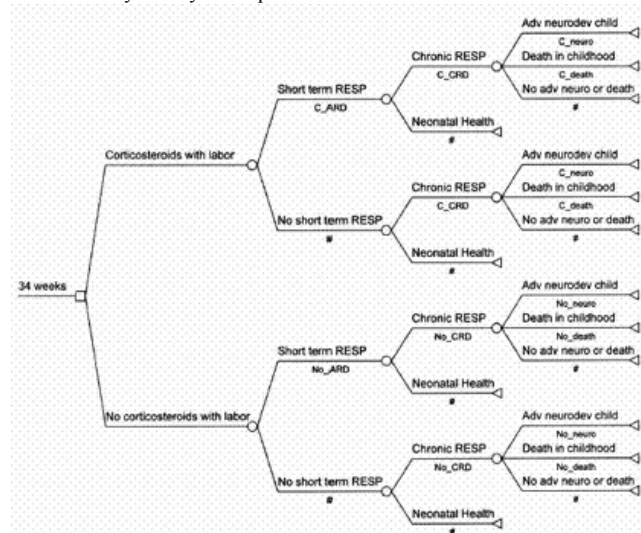 Adv neurodev child
C_neuro
Chronic RESP
Death in childhood
C_CRD
C_death
Short term RESP
No adv neuro or death
C_ARD
#
Neonatal Health
#
Corticosteroids with labor
Adv neurodev child
C_neuro
Chronic RESP
Death in childhood
C_CRD
C_death
No short term RESP
No adv neuro or death
#
#
Neonatal Health
#
34 weeks
Adv neurodev child
No_neuro
Chronic RESP
Death in childhood
No_CRD
No_death
Short term RESP
No adv neuro or death
No_ARD
#
Neonatal Health
#
No corticosteroids with labor
Adv neurodev child
No_neuro
Chronic RESP
Death in childhood
No_CRD
No_death
No short term RESP
No adv neuro or death
#
#
Neonatal Health
#